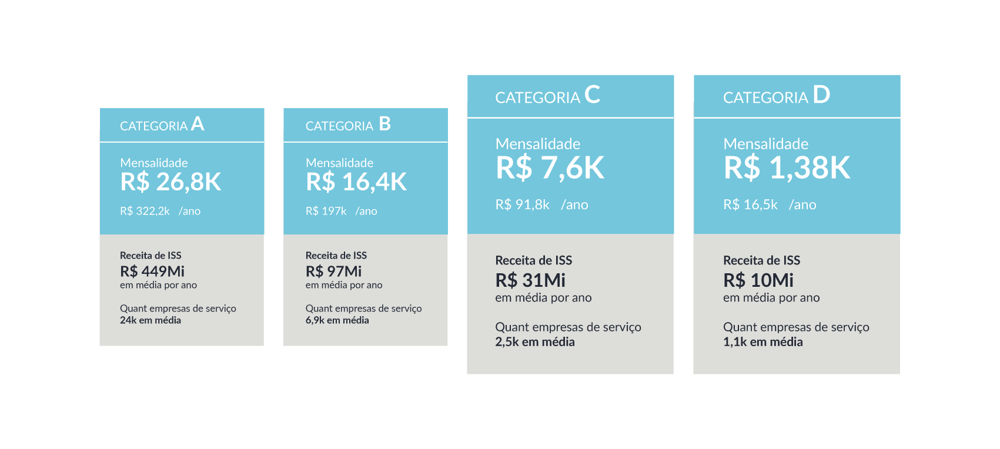 CATEGORIA A
Mensalidade
R$ 26,8K
R$ 322,2k /ano
Receita de ISS
R$ 449Mi
em média por ano
Quant empresas de serviço
24k em média
CATEGORIA B
Mensalidade
R$ 16,4K
R$ 197k /ano
Receita de ISS
R$ 97Mi
em média por ano
Quant empresas de serviço
6,9k em média
CATEGORIA C
Mensalidade
R$ 7,6K
R$ 91,8k /ano
Receita de ISS
R$ 31Mi
em média por ano
Quant empresas de serviço
2,5k em média
CATEGORIA D
Mensalidade
R$ 1,38K
R$ 16,5k /ano
Receita de ISS
R$ 10Mi
em média por ano
Quant empresas de serviço
1,1k em média